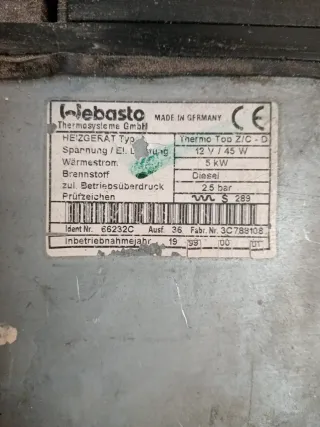 Webasto MADE IN GERMANY CE
Thermosysteme GmbH
HEIZGERÄT Typ Thermo Top Z/C - D
Spannung / El. 12 V / 45 W
Wärmestrom. 5 kW
Brennstoff Diesel
zul. Betriebsüberdruck 2.5 bar
Prüfzeichen S 289
Ident Nr. 66232C Ausf. 36 Fabr. Nr.
Inbetriebnahmejahr 19 99 00 01